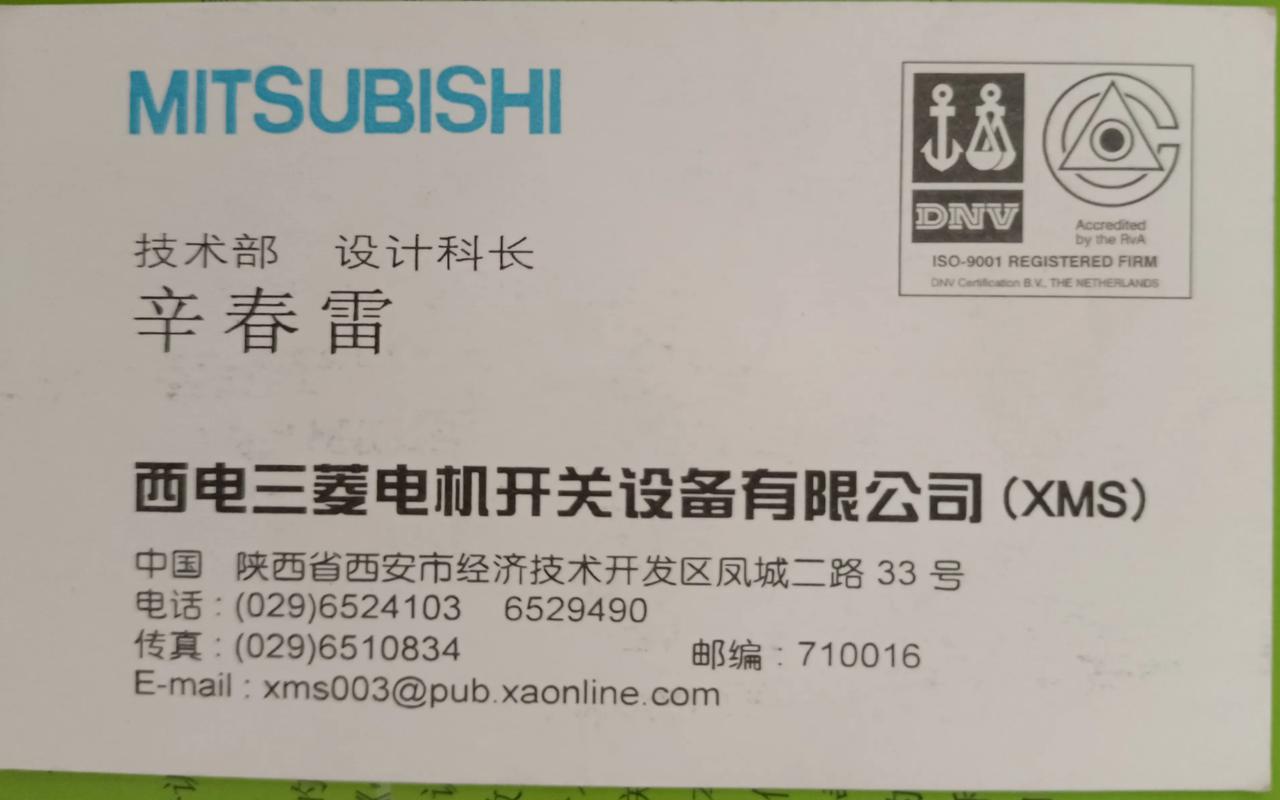 MITSUBISHI
DNV
Accredited
by the RvA
ISO-9001 REGISTERED FIRM
DNV Certification B.V., THE NETHERLANDS
技术部 设计科长
辛春雷
西电三菱电机开关设备有限公司(XMS)
中国 陕西省西安市经济技术开发区凤城二路 33 号
电话:(029)6524103 6529490
传真:(029)6510834 邮编:710016
E-mail:xms003@pub.xaonline.com